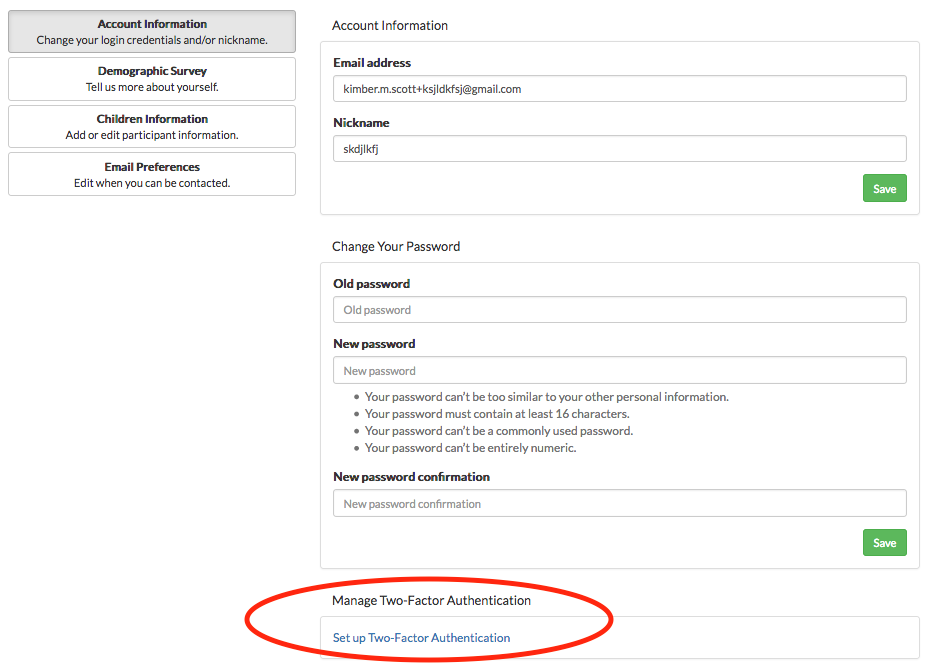 Account Information
Change your login credentials and/or nickname.
Demographic Survey
Tell us more about yourself.
Children Information
Add or edit participant information.
Email Preferences
Edit when you can be contacted.
Account Information
Email address
kimber.m.scott+ksjldkfsj@gmail.com
Nickname
skdjlkfj
Save
Change Your Password
Old password
Old password
New password
New password
• Your password can't be too similar to your other personal information.
• Your password must contain at least 16 characters.
• Your password can't be a commonly used password.
• Your password can't be entirely numeric.
New password confirmation
New password confirmation
Save
Manage Two-Factor Authentication
Set up Two-Factor Authentication